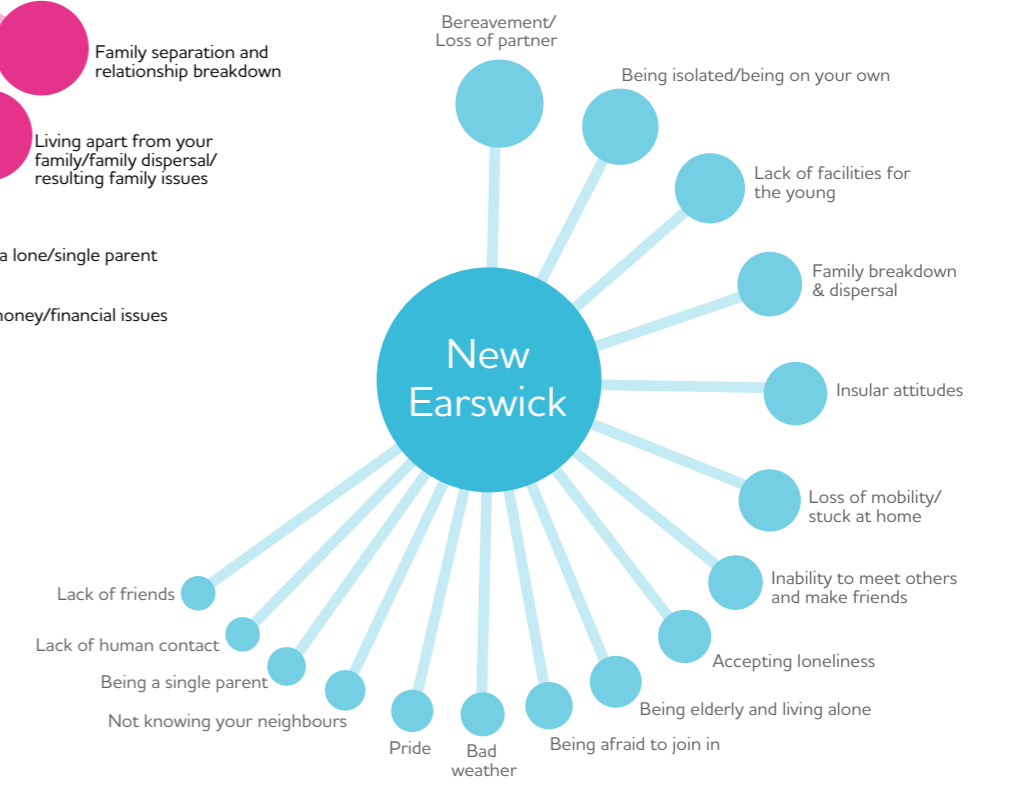 Family separation and
relationship breakdown
Living apart from your
family/family dispersal/
resulting family issues
a lone/single parent
money/financial issues
Bereavement/
Loss of partner
Being isolated/being on your own
Lack of facilities for
the young
Family breakdown
& dispersal
Insular attitudes
Loss of mobility/
stuck at home
Inability to meet others
and make friends
Accepting loneliness
Being elderly and living alone
Being afraid to join in
Bad
weather
Pride
Not knowing your neighbours
Being a single parent
Lack of human contact
Lack of friends
New
Earswick